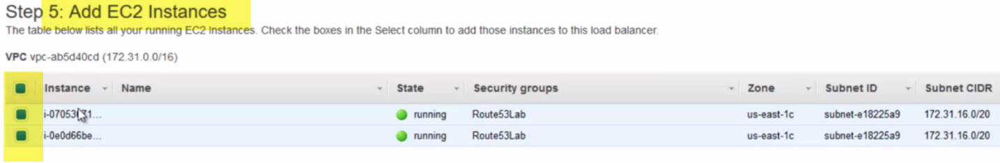 Step 5: Add EC2 Instances
The table below lists all your running EC2 Instances. Check the boxes in the Select column to add those instances to this load balancer.
VPC vpc-ab5d40cd (172.31.0.0/16)
Instance Name State Security groups Zone Subnet ID Subnet CIDR
running Route53Lab us-east-1c subnet-e18225a9 172.31.16.0/20
i-0e0d66be... running Route53Lab us-east-1c subnet-e18225a9 172.31.16.0/20